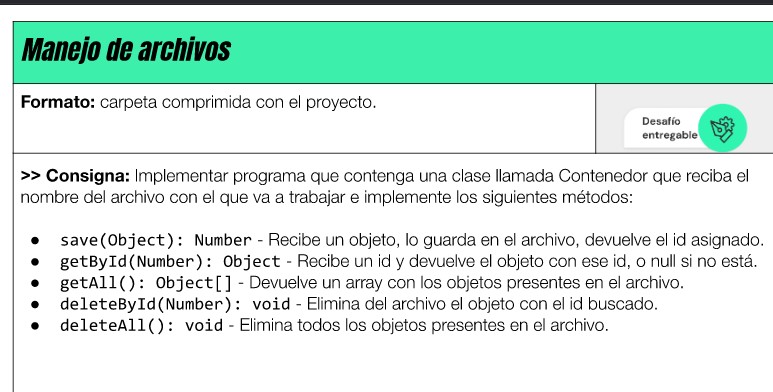 Manejo de archivos
Formato: carpeta comprimida con el proyecto.
Desafío
entregable
>> Consigna: Implementar programa que contenga una clase llamada Contenedor que reciba el
nombre del archivo con el que va a trabajar e implemente los siguientes métodos:
● save(Object): Number - Recibe un objeto, lo guarda en el archivo, devuelve el id asignado.
● getById(Number): Object - Recibe un id y devuelve el objeto con ese id, o null si no está.
● getAll(): Object[] - Devuelve un array con los objetos presentes en el archivo.
● deleteById(Number): void - Elimina del archivo el objeto con el id buscado.
● deleteAll(): void - Elimina todos los objetos presentes en el archivo.